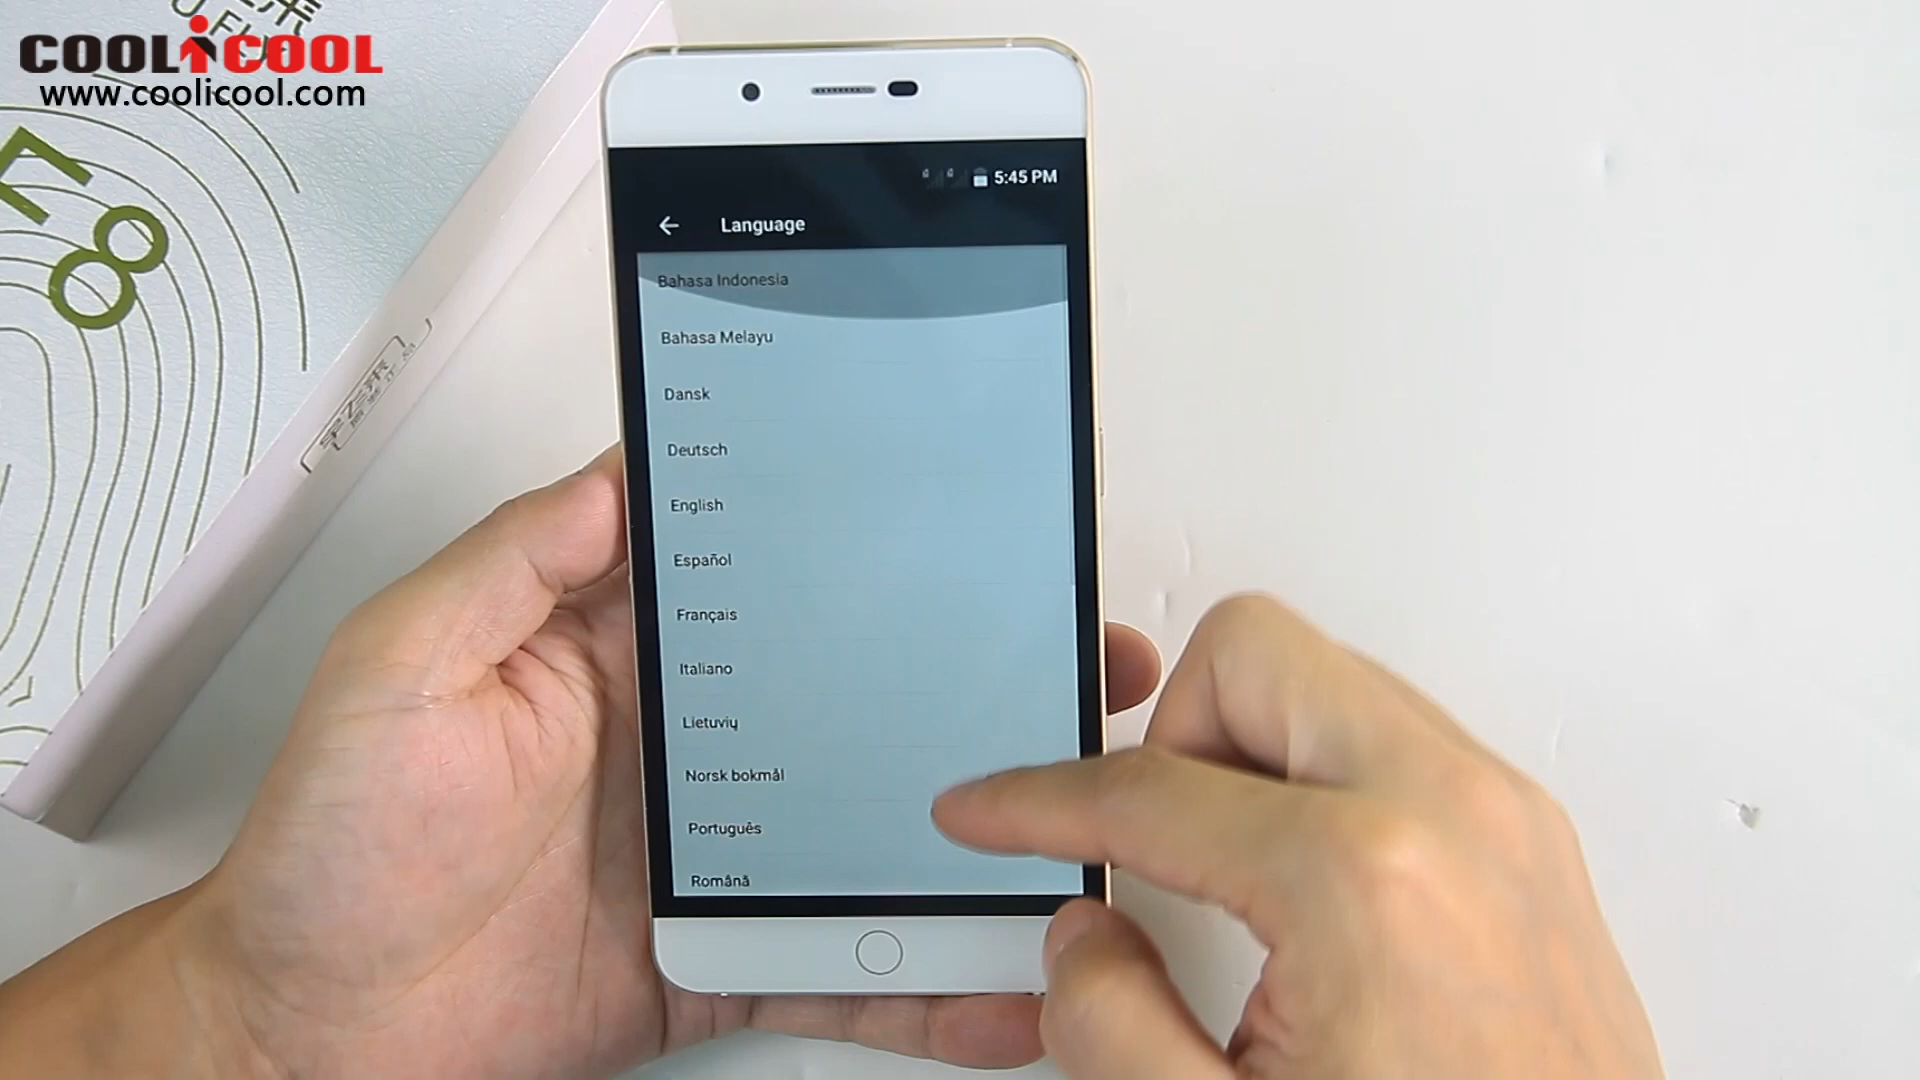 COOLiCOOL
www.coolicool.com
F8
5:45 PM
Language
Bahasa Indonesia
Bahasa Melayu
Dansk
Deutsch
English
Español
Français
Italiano
Lietuvių
Norsk bokmål
Português
Română